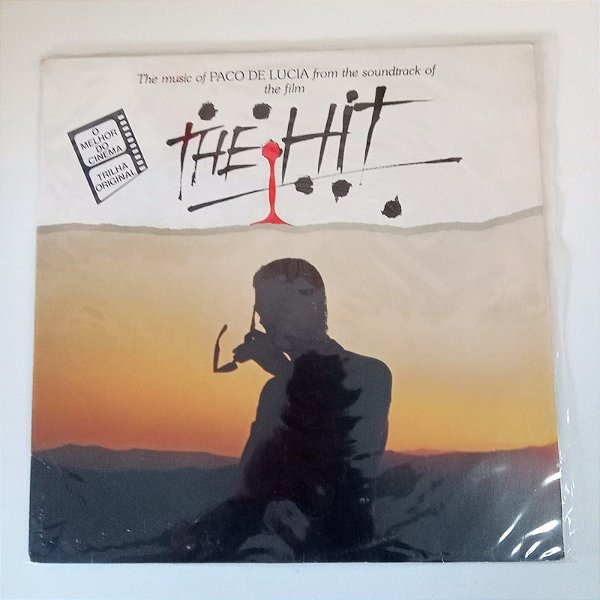 The music of PACO DE LUCIA from the soundtrack of
the film
THE HIT
O
MELHOR
DO
CINEMA
TRILHA
ORIGINAL